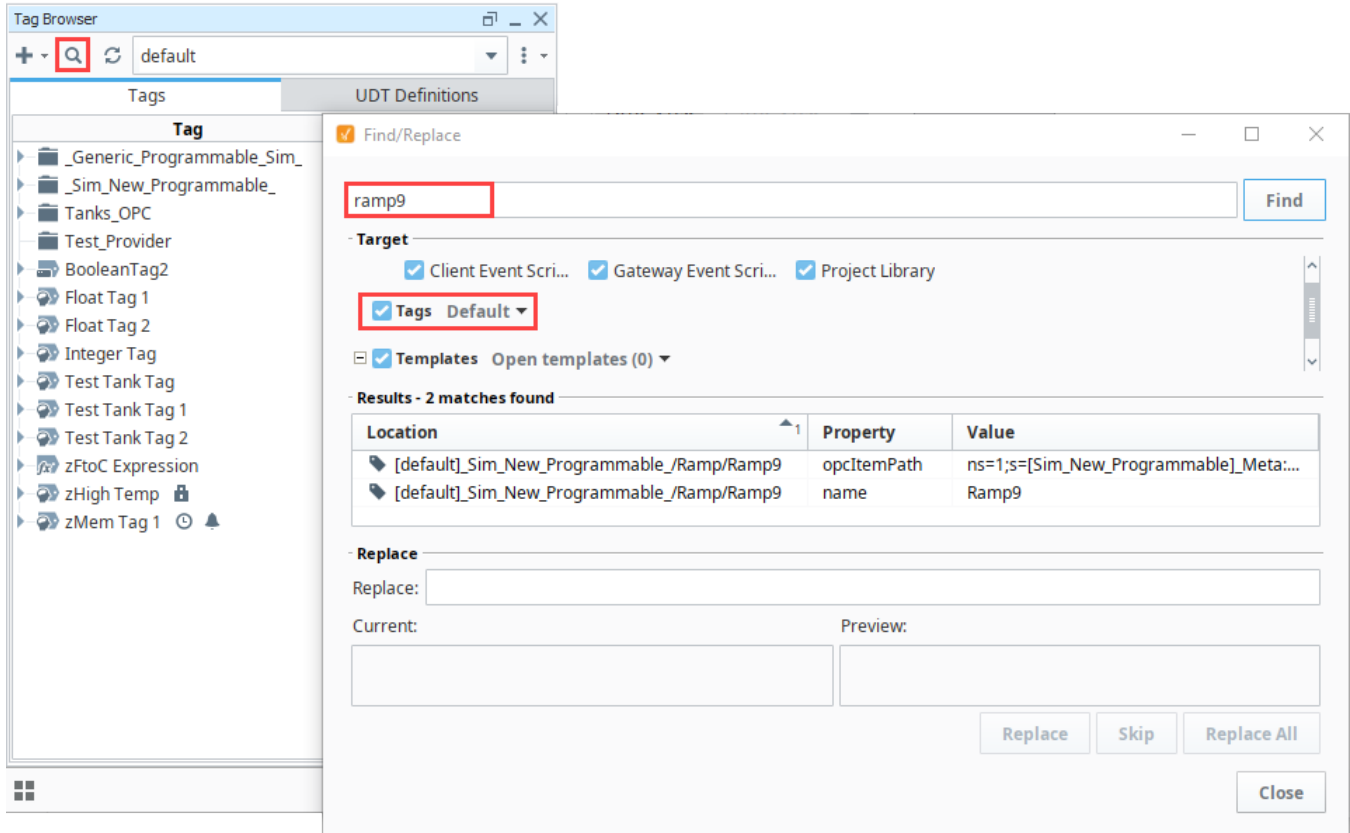 Tag Browser
default
Tags UDT Definitions
Tag
_Generic_Programmable_Sim_
_Sim_New_Programmable_
Tanks_OPC
Test_Provider
BooleanTag2
Float Tag 1
Float Tag 2
Integer Tag
Test Tank Tag
Test Tank Tag 1
Test Tank Tag 2
zFtoC Expression
zHigh Temp
zMem Tag 1
Find/Replace
ramp9 Find
Target
Client Event Scri... Gateway Event Scri... Project Library
Tags Default
Templates Open templates (0)
Results - 2 matches found
Location 1 Property Value
[default]_Sim_New_Programmable_/Ramp/Ramp9 opcItemPath ns=1;s=[Sim_New_Programmable]_Meta:...
[default]_Sim_New_Programmable_/Ramp/Ramp9 name Ramp9
Replace
Replace:
Current: Preview:
Replace Skip Replace All
Close